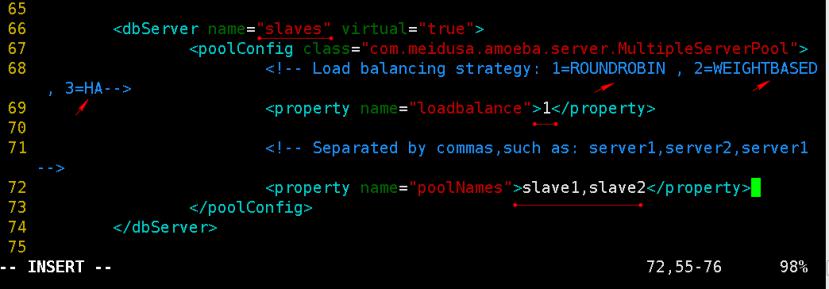 65
66 <dbServer name="slaves" virtual="true">
67 <poolConfig class="com.meidusa.amoeba.server.MultipleServerPool">
68 <!-- Load balancing strategy: 1=ROUNDROBIN , 2=WEIGHTBASED
, 3=HA-->
69 <property name="loadbalance">1</property>
70
71 <!-- Separated by commas,such as: server1,server2,server1
-->
72 <property name="poolNames">slave1,slave2</property>
73 </poolConfig>
74 </dbServer>
75
-- INSERT -- 72,55-76 98%